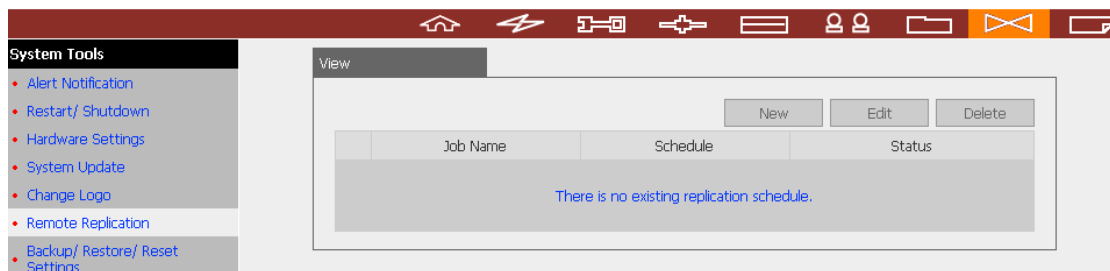 System Tools
Alert Notification
Restart/ Shutdown
Hardware Settings
System Update
Change Logo
Remote Replication
Backup/ Restore/ Reset
Settings
View
New Edit Delete
Job Name Schedule Status
There is no existing replication schedule.